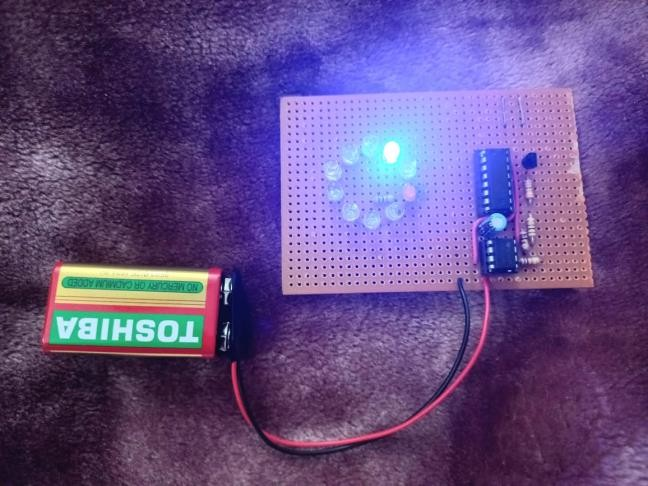 TOSHIBA
NO MERCURY OR CADMIUM ADDED